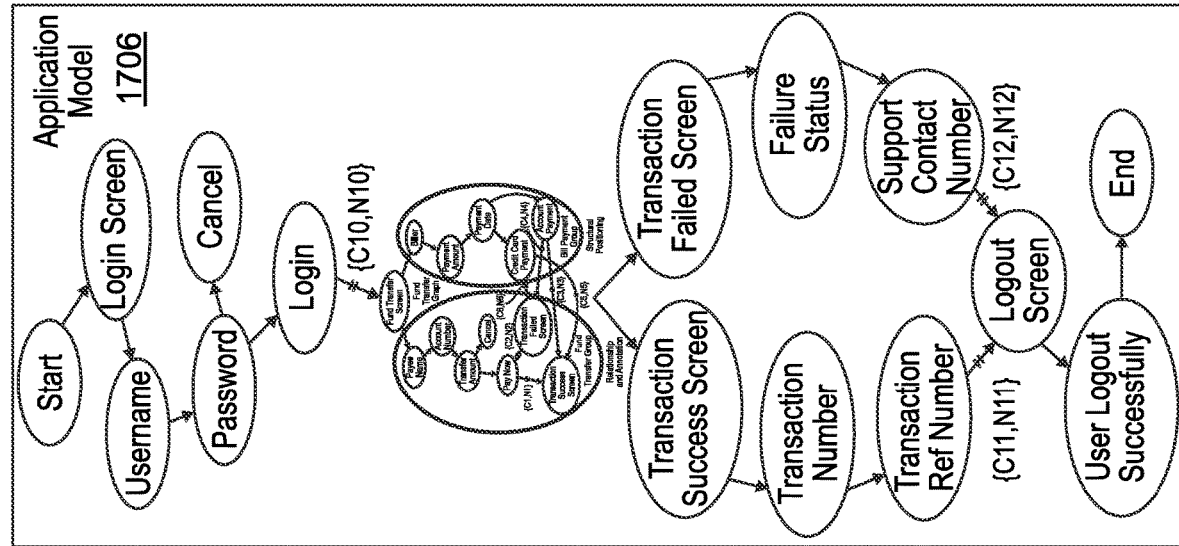 Application
Model
1706
Start
Login Screen
Username
Password
Cancel
Login
{C10,N10}
Fund Transfer
Screen
Payee
Name
Account
Number
Transfer
Amount
Cancel
Pay Now
{C1,N1}
{C2,N2}
Transaction
Success
Screen
Transaction
Failed
Screen
Fund
Transfer
Graph
Fund
Transfer Group
Relationship
and Annotation
Biller
Payment
Amount
Payment
Date
Credit Card
Payment
Account
Payment
{C4,N4}
{C3,N3}
{C5,N5}
Bill Payment
Group
Structural
Positioning
Transaction
Success Screen
Transaction
Number
Transaction
Ref Number
{C11,N11}
Transaction
Failed Screen
Failure
Status
Support
Contact
Number
{C12,N12}
Logout
Screen
User Logout
Successfully
End